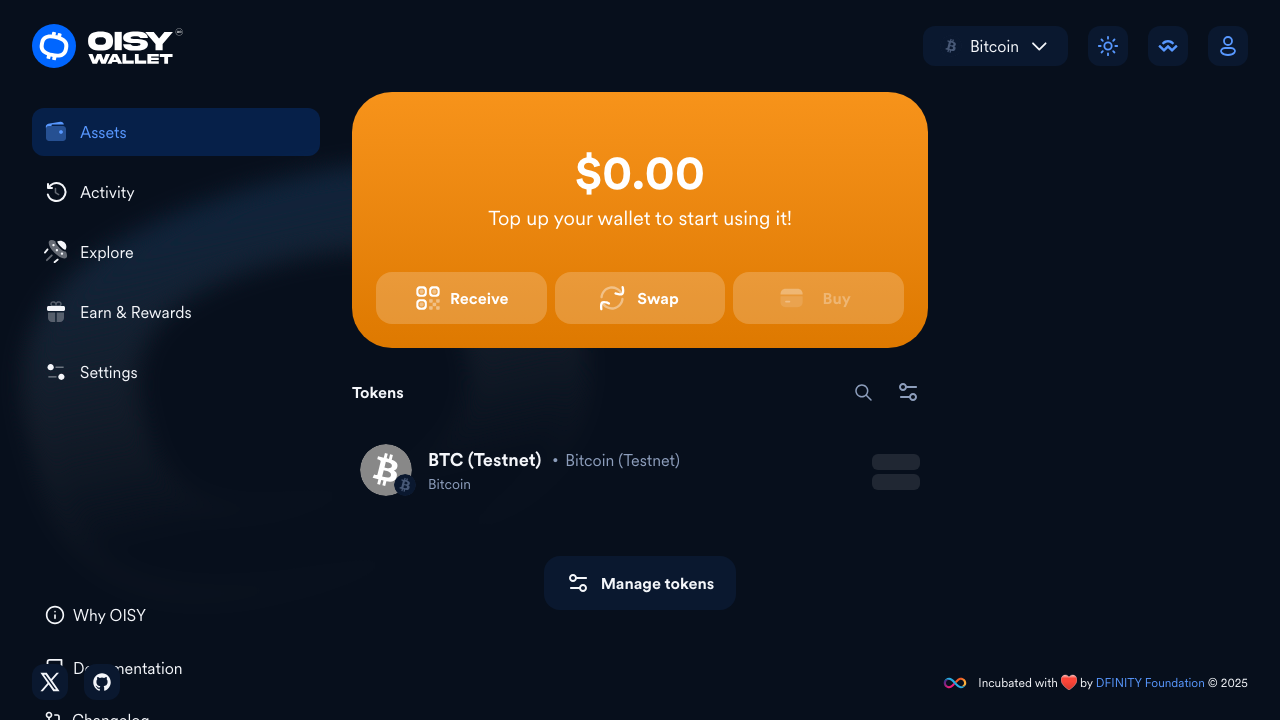 OISY
WALLET
Bitcoin
Assets
Activity
Explore
Earn & Rewards
Settings
$0.00
Top up your wallet to start using it!
Receive
Swap
Buy
Tokens
BTC (Testnet) • Bitcoin (Testnet)
Bitcoin
Manage tokens
Why OISY
Documentation
Changelog
Incubated with ❤️ by DFINITY Foundation © 2025